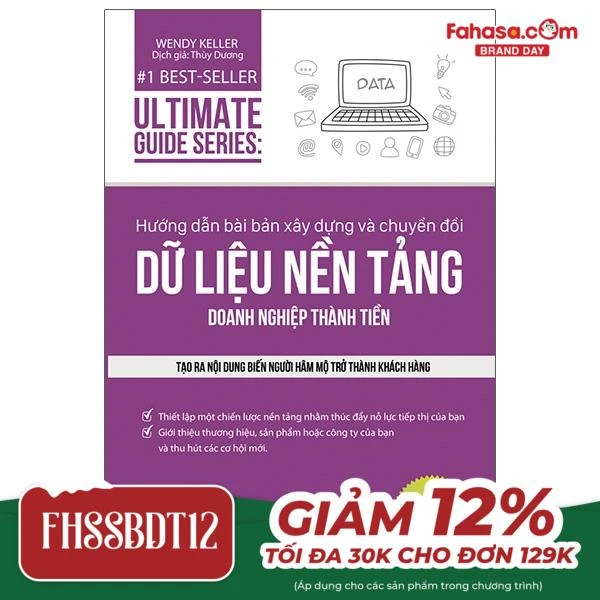 Fahasa.com
BRAND DAY
WENDY KELLER
Dịch giả: Thùy Dương
#1 BEST-SELLER
ULTIMATE
GUIDE SERIES:
DATA
Hướng dẫn bài bản xây dựng và chuyển đổi
DỮ LIỆU NỀN TẢNG
DOANH NGHIỆP THÀNH TIỀN
TẠO RA NỘI DUNG BIẾN NGƯỜI HÂM MỘ TRỞ THÀNH KHÁCH HÀNG
Thiết lập một chiến lược nền tảng nhằm thúc đẩy nỗ lực tiếp thị của bạn
Giới thiệu thương hiệu, sản phẩm hoặc công ty của bạn
và thu hút các cơ hội mới.
FHSSBDT12
GIẢM 12%
TỐI ĐA 30K CHO ĐƠN 129K
(Áp dụng cho các sản phẩm trong chương trình)